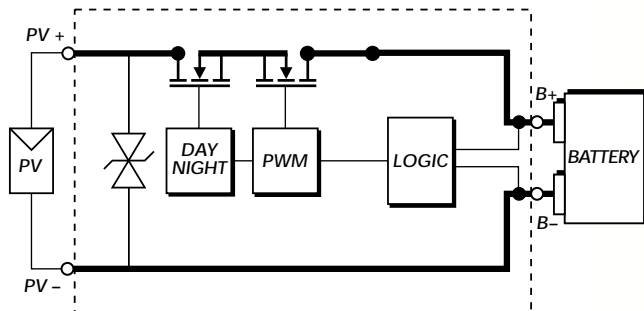 PV +
B+
DAY
NIGHT
PWM
LOGIC
BATTERY
PV
B–
PV –